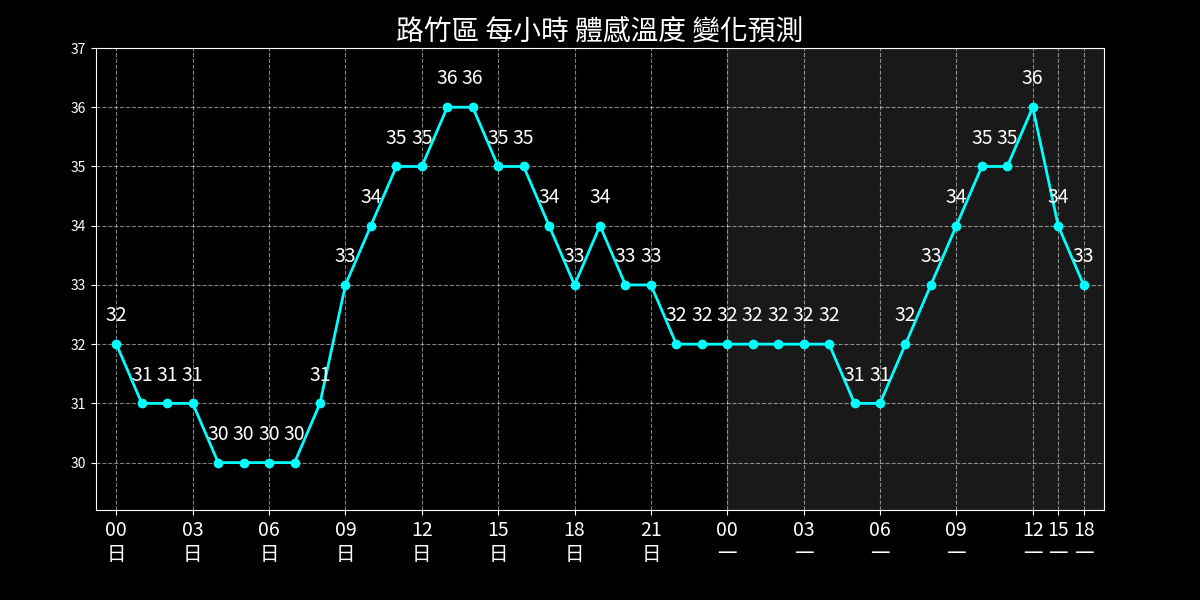 路竹區 每小時 體感溫度 變化預測
37
36 36 36
36
35 35 35 35 35 35
35
34 34 34 34 34
34
33 33 33 33 33 33
33
32 32 32 32 32 32 32 32 32
32
31 31 31 31 31 31
31
30 30 30 30
30
00 03 06 09 12 15 18 21 00 03 06 09 12 15 18
日 日 日 日 日 日 日 日 一 一 一 一 一 一 一